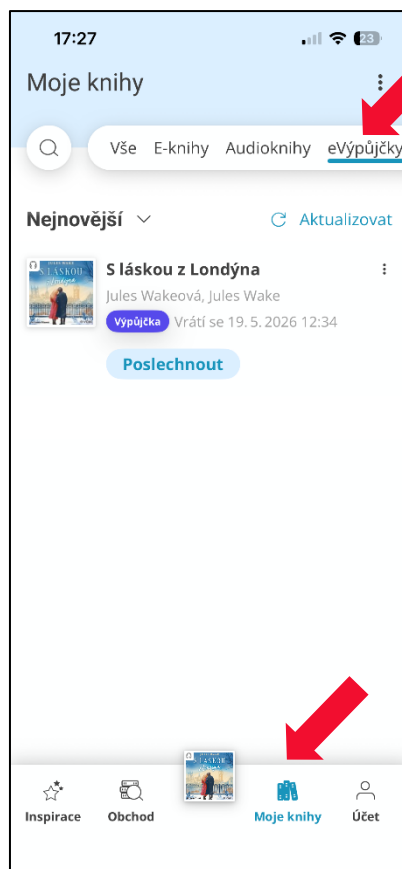 17:27
23
Moje knihy
Vše E-knihy Audioknihy eVýpůjčky
Nejnovější Aktualizovat
S láskou z Londýna
Jules Wakeová, Jules Wake
Výpůjčka Vrátí se 19. 5. 2026 12:34
Poslechnout
Inspirace Obchod Moje knihy Účet